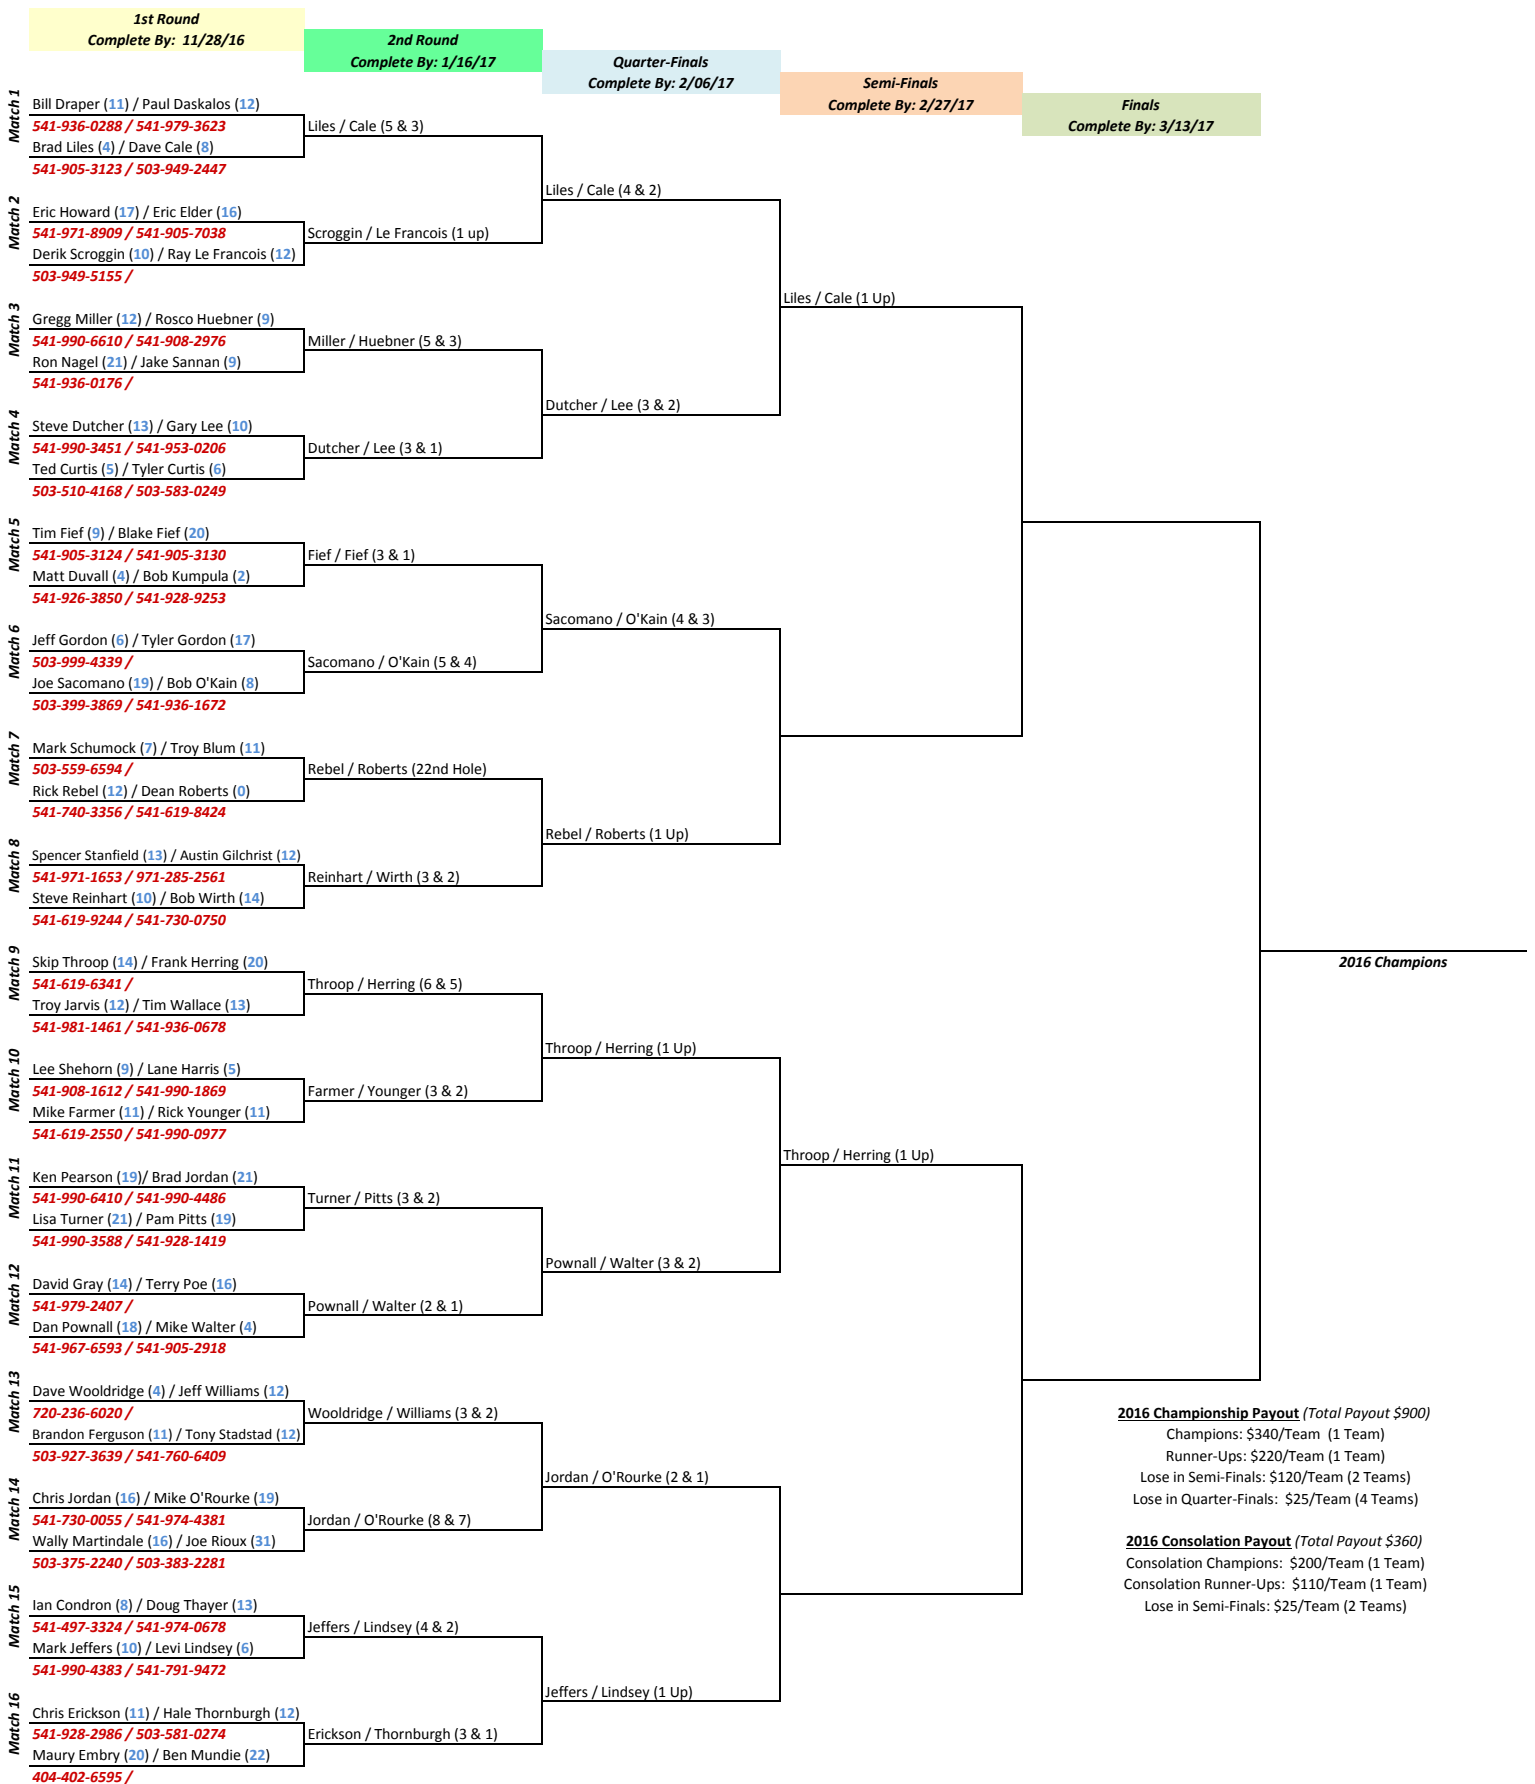 1st Round
Complete By:  11/28/16
2nd Round
Complete By: 1/16/17
Quarter-Finals
Complete By: 2/06/17
Semi-Finals
Complete By: 2/27/17
Finals
Complete By: 3/13/17
Match 1
Bill Draper (11) / Paul Daskalos (12)
541-936-0288 / 541-979-3623
Brad Liles (4) / Dave Cale (8)
541-905-3123 / 503-949-2447
Liles / Cale (5 & 3)
Match 2
Eric Howard (17) / Eric Elder (16)
541-971-8909 / 541-905-7038
Derik Scroggin (10) / Ray Le Francois (12)
503-949-5155 /
Scroggin / Le Francois (1 up)
Liles / Cale (4 & 2)
Match 3
Gregg Miller (12) / Rosco Huebner (9)
541-990-6610 / 541-908-2976
Ron Nagel (21) / Jake Sannan (9)
541-936-0176 /
Miller / Huebner (5 & 3)
Liles / Cale (1 Up)
Match 4
Steve Dutcher (13) / Gary Lee (10)
541-990-3451 / 541-953-0206
Ted Curtis (5) / Tyler Curtis (6)
503-510-4168 / 503-583-0249
Dutcher / Lee (3 & 1)
Dutcher / Lee (3 & 2)
Match 5
Tim Fief (9) / Blake Fief (20)
541-905-3124 / 541-905-3130
Matt Duvall (4) / Bob Kumpula (2)
541-926-3850 / 541-928-9253
Fief / Fief (3 & 1)
Match 6
Jeff Gordon (6) / Tyler Gordon (17)
503-999-4339 /
Joe Sacomano (19) / Bob O'Kain (8)
503-399-3869 / 541-936-1672
Sacomano / O'Kain (5 & 4)
Sacomano / O'Kain (4 & 3)
Match 7
Mark Schumock (7) / Troy Blum (11)
503-559-6594 /
Rick Rebel (12) / Dean Roberts (0)
541-740-3356 / 541-619-8424
Rebel / Roberts (22nd Hole)
Match 8
Spencer Stanfield (13) / Austin Gilchrist (12)
541-971-1653 / 971-285-2561
Steve Reinhart (10) / Bob Wirth (14)
541-619-9244 / 541-730-0750
Reinhart / Wirth (3 & 2)
Rebel / Roberts (1 Up)
Match 9
Skip Throop (14) / Frank Herring (20)
541-619-6341 /
Troy Jarvis (12) / Tim Wallace (13)
541-981-1461 / 541-936-0678
Throop / Herring (6 & 5)
2016 Champions
Match 10
Lee Shehorn (9) / Lane Harris (5)
541-908-1612 / 541-990-1869
Mike Farmer (11) / Rick Younger (11)
541-619-2550 / 541-990-0977
Farmer / Younger (3 & 2)
Throop / Herring (1 Up)
Match 11
Ken Pearson (19)/ Brad Jordan (21)
541-990-6410 / 541-990-4486
Lisa Turner (21) / Pam Pitts (19)
541-990-3588 / 541-928-1419
Turner / Pitts (3 & 2)
Throop / Herring (1 Up)
Match 12
David Gray (14) / Terry Poe (16)
541-979-2407 /
Dan Pownall (18) / Mike Walter (4)
541-967-6593 / 541-905-2918
Pownall / Walter (2 & 1)
Pownall / Walter (3 & 2)
Match 13
Dave Wooldridge (4) / Jeff Williams (12)
720-236-6020 /
Brandon Ferguson (11) / Tony Stadstad (12)
503-927-3639 / 541-760-6409
Wooldridge / Williams (3 & 2)
Match 14
Chris Jordan (16) / Mike O'Rourke (19)
541-730-0055 / 541-974-4381
Wally Martindale (16) / Joe Rioux (31)
503-375-2240 / 503-383-2281
Jordan / O'Rourke (8 & 7)
Jordan / O'Rourke (2 & 1)
Match 15
Ian Condron (8) / Doug Thayer (13)
541-497-3324 / 541-974-0678
Mark Jeffers (10) / Levi Lindsey (6)
541-990-4383 / 541-791-9472
Jeffers / Lindsey (4 & 2)
Match 16
Chris Erickson (11) / Hale Thornburgh (12)
541-928-2986 / 503-581-0274
Maury Embry (20) / Ben Mundie (22)
404-402-6595 /
Erickson / Thornburgh (3 & 1)
Jeffers / Lindsey (1 Up)
2016 Championship Payout (Total Payout $900)
Champions: $340/Team  (1 Team)
Runner-Ups: $220/Team (1 Team)
Lose in Semi-Finals: $120/Team (2 Teams)
Lose in Quarter-Finals:  $25/Team (4 Teams)
2016 Consolation Payout (Total Payout $360)
Consolation Champions:  $200/Team (1 Team)
Consolation Runner-Ups:  $110/Team (1 Team)
Lose in Semi-Finals: $25/Team (2 Teams)